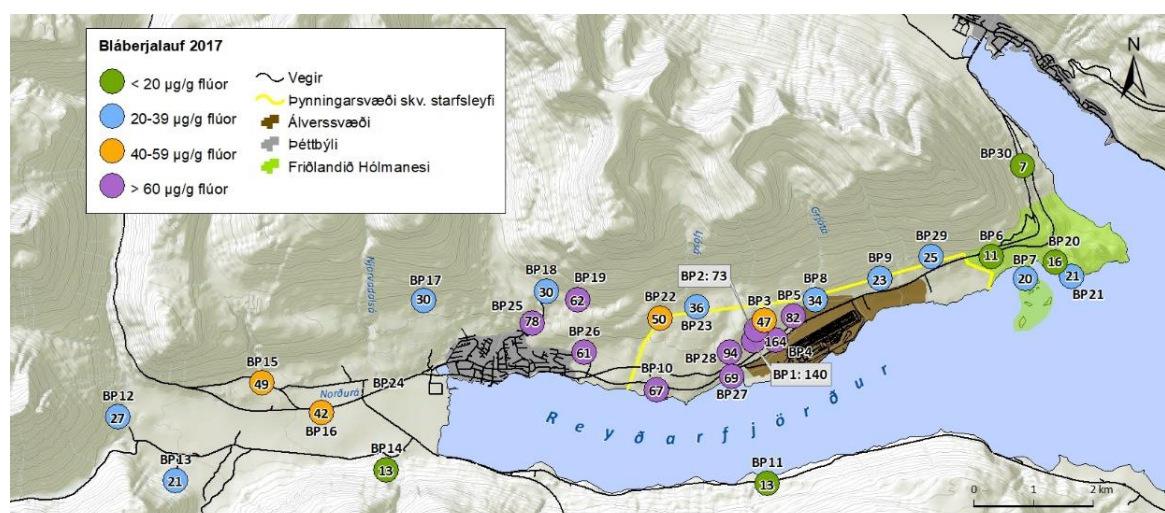 Bláberjalauf 2017
< 20 µg/g flúor
20-39 µg/g flúor
40-59 µg/g flúor
> 60 µg/g flúor
Vegir
Þynningarsvæði skv. starfsleyfi
Álverssvæði
Þéttbýli
Friðlandið Hólmanesi
N
BP30
7
BP6
11
BP20
16
BP7
20
21
BP21
BP29
25
BP9
23
Grjótá
BP8
34
BP5
82
BP3
47
BP2: 73
164
BP4
BP1: 140
Ljósá
36
BP23
BP22
50
BP28
94
69
BP27
BP10
67
BP19
62
BP18
30
BP25
78
BP26
61
BP17
30
Njörvadalsá
BP15
49
BP24
Norðurá
42
BP16
BP12
27
BP13
21
BP14
13
BP11
13
Reyðarfjörður
0 1 2 km